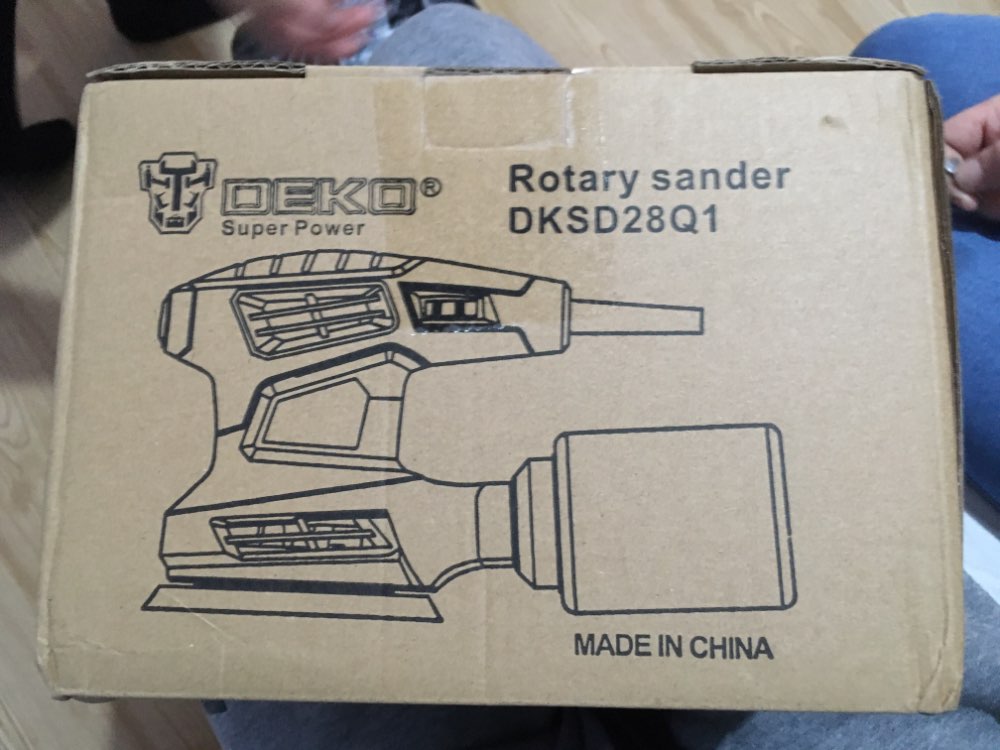 DEKO®
Super Power
Rotary sander
DKSD28Q1
MADE IN CHINA